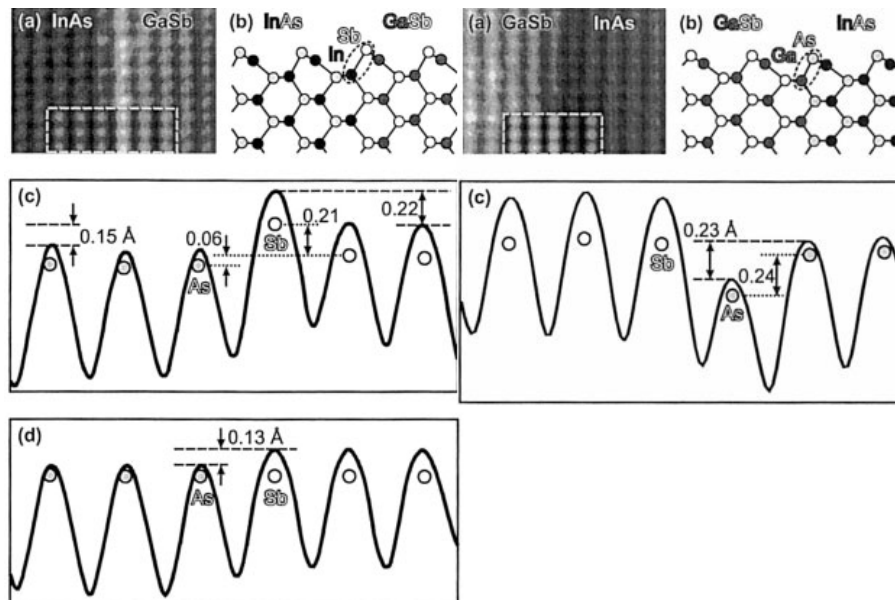 (a) InAs GaSb
(b) InAs GaSb
Sb
In
(a) GaSb InAs
(b) GaSb InAs
As
Ga
(c)
0.15 Å
0.06
0.21
0.22
Sb
As
(c)
0.23 Å
0.24
Sb
As
(d)
0.13 Å
As
Sb